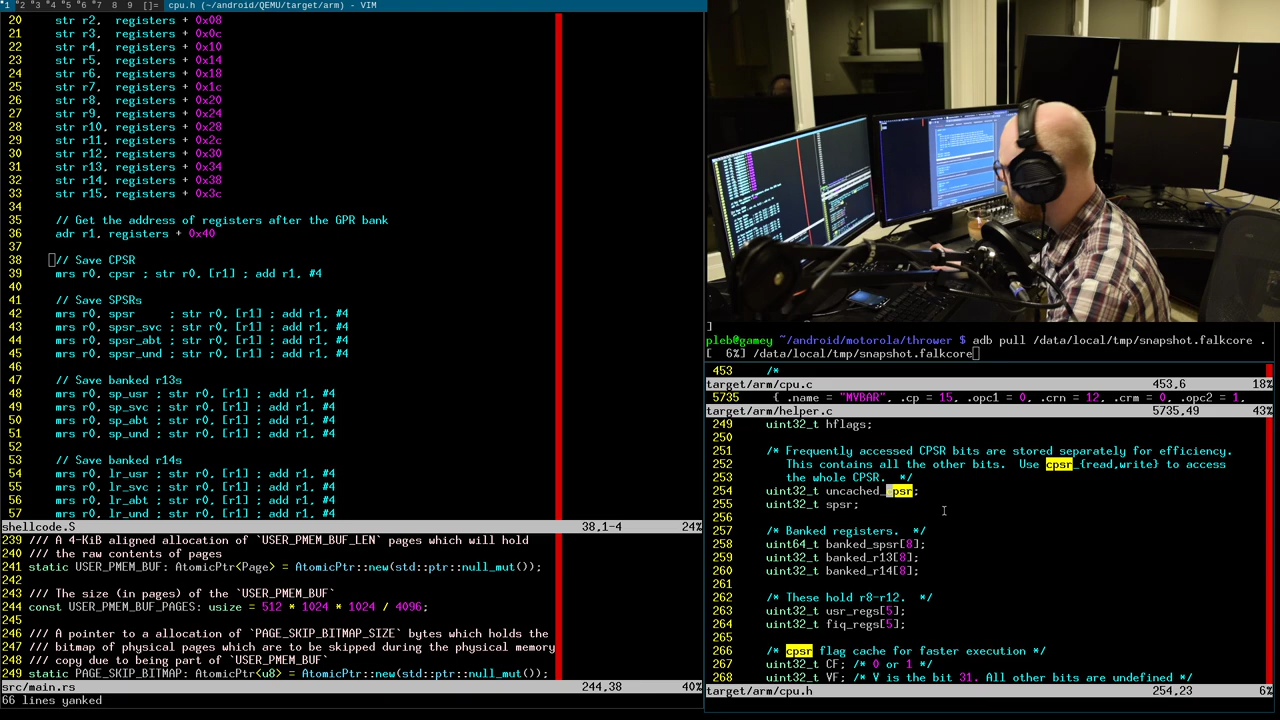 1 2 3 4 5 6 7 8 9 []= cpu.h (~/android/QEMU/target/arm) - VIM
20 str r2, registers + 0x08
21 str r3, registers + 0x0c
22 str r4, registers + 0x10
23 str r5, registers + 0x14
24 str r6, registers + 0x18
25 str r7, registers + 0x1c
26 str r8, registers + 0x20
27 str r9, registers + 0x24
28 str r10, registers + 0x28
29 str r11, registers + 0x2c
30 str r12, registers + 0x30
31 str r13, registers + 0x34
32 str r14, registers + 0x38
33 str r15, registers + 0x3c
34
35 // Get the address of registers after the GPR bank
36 adr r1, registers + 0x40
37
38 // Save CPSR
39 mrs r0, cpsr ; str r0, [r1] ; add r1, #4
40
41 // Save SPSRs
42 mrs r0, spsr     ; str r0, [r1] ; add r1, #4
43 mrs r0, spsr_svc ; str r0, [r1] ; add r1, #4
44 mrs r0, spsr_abt ; str r0, [r1] ; add r1, #4
45 mrs r0, spsr_und ; str r0, [r1] ; add r1, #4
46
47 // Save banked r13s
48 mrs r0, sp_usr ; str r0, [r1] ; add r1, #4
49 mrs r0, sp_svc ; str r0, [r1] ; add r1, #4
50 mrs r0, sp_abt ; str r0, [r1] ; add r1, #4
51 mrs r0, sp_und ; str r0, [r1] ; add r1, #4
52
53 // Save banked r14s
54 mrs r0, lr_usr ; str r0, [r1] ; add r1, #4
55 mrs r0, lr_svc ; str r0, [r1] ; add r1, #4
56 mrs r0, lr_abt ; str r0, [r1] ; add r1, #4
57 mrs r0, lr_und ; str r0, [r1] ; add r1, #4
shellcode.S 38,1-4 24%
239 /// A 4-KiB aligned allocation of `USER_PMEM_BUF_LEN` pages which will hold
240 /// the raw contents of pages
241 static USER_PMEM_BUF: AtomicPtr<Page> = AtomicPtr::new(std::ptr::null_mut());
242
243 /// The size (in pages) of the `USER_PMEM_BUF`
244 const USER_PMEM_BUF_PAGES: usize = 512 * 1024 * 1024 / 4096;
245
246 /// A pointer to a allocation of `PAGE_SKIP_BITMAP_SIZE` bytes which holds the
247 /// bitmap of physical pages which are to be skipped during the physical memory
248 /// copy due to being part of `USER_PMEM_BUF`
249 static PAGE_SKIP_BITMAP: AtomicPtr<u8> = AtomicPtr::new(std::ptr::null_mut());
src/main.rs 244,38 40%
66 lines yanked
]
pleb@gamey ~/android/motorola/thrower $ adb pull /data/local/tmp/snapshot.falkcore .
[  6%] /data/local/tmp/snapshot.falkcore
453 /*
target/arm/cpu.c 453,6 18%
5735 { .name = "MVBAR", .cp = 15, .opc1 = 0, .crn = 12, .crm = 0, .opc2 = 1,
target/arm/helper.c 5735,49 43%
249 uint32_t hflags;
250
251 /* Frequently accessed CPSR bits are stored separately for efficiency.
252 This contains all the other bits.  Use cpsr_{read,write} to access
253 the whole CPSR.  */
254 uint32_t uncached_cpsr;
255 uint32_t spsr;
256
257 /* Banked registers.  */
258 uint64_t banked_spsr[8];
259 uint32_t banked_r13[8];
260 uint32_t banked_r14[8];
261
262 /* These hold r8-r12.  */
263 uint32_t usr_regs[5];
264 uint32_t fiq_regs[5];
265
266 /* cpsr flag cache for faster execution */
267 uint32_t CF; /* 0 or 1 */
268 uint32_t VF; /* V is the bit 31. All other bits are undefined */
target/arm/cpu.h 254,23 6%